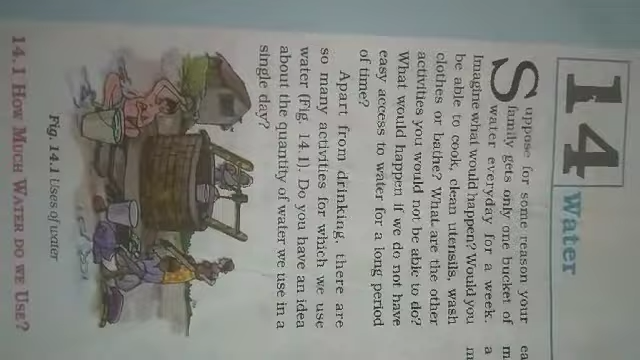 14
Water
Suppose for some reason your
family gets only one bucket of
water everyday for a week.
Imagine what would happen? Would you
be able to cook, clean utensils, wash
clothes or bathe? What are the other
activities you would not be able to do?
What would happen if we do not have
easy access to water for a long period
of time?
Apart from drinking, there are
so many activities for which we use
water (Fig. 14.1). Do you have an idea
about the quantity of water we use in a
single day?
Fig. 14.1 Uses of water
14.1 HOW MUCH WATER DO WE USE?